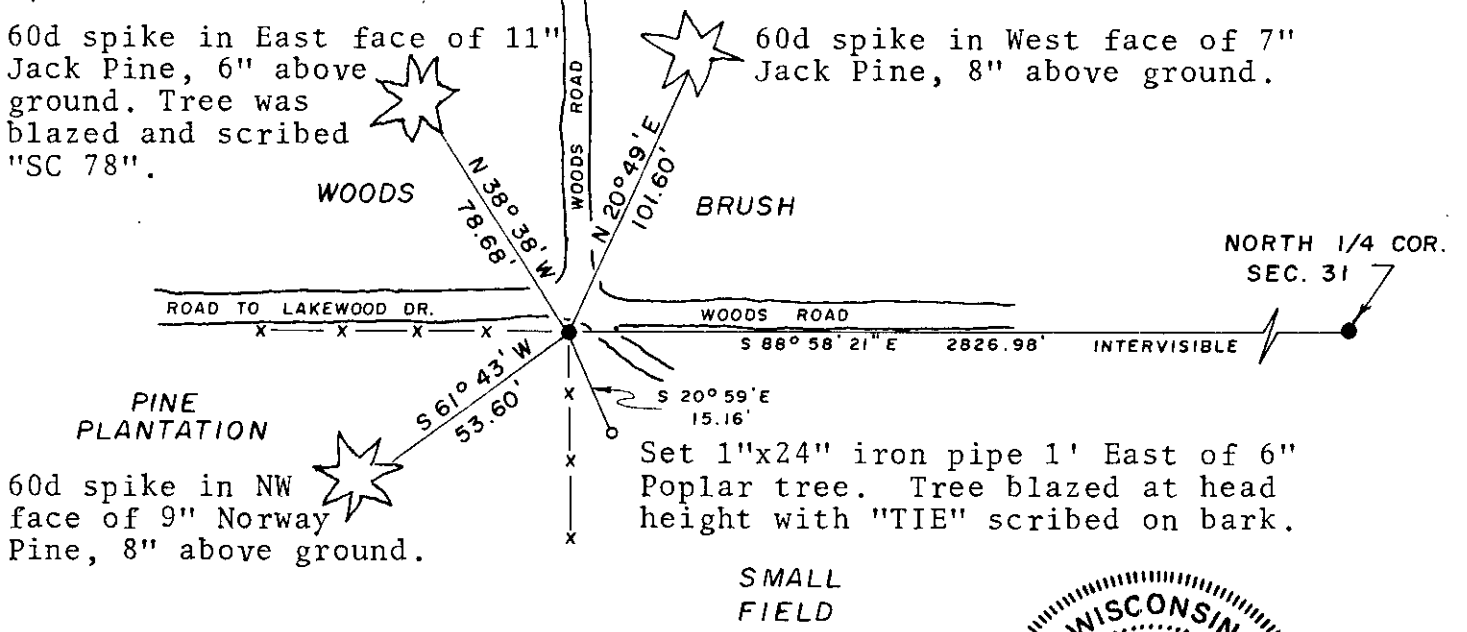 60d spike in East face of 11"
Jack Pine, 6" above
ground. Tree was
blazed and scribed
"SC 78".
60d spike in West face of 7"
Jack Pine, 8" above ground.
WOODS ROAD
WOODS
N 38° 38' W
78.68'
N 20° 49' E
101.60'
BRUSH
NORTH 1/4 COR.
SEC. 31
ROAD TO LAKEWOOD DR.
WOODS ROAD
x x x x
S 88° 58' 21" E 2826.98' INTERVISIBLE
S 61° 43' W
53.60'
x
S 20° 59' E
15.16'
PINE
PLANTATION
x
x
60d spike in NW
face of 9" Norway
Pine, 8" above ground.
Set 1"x24" iron pipe 1' East of 6"
Poplar tree. Tree blazed at head
height with "TIE" scribed on bark.
SMALL
FIELD
WISCONSIN